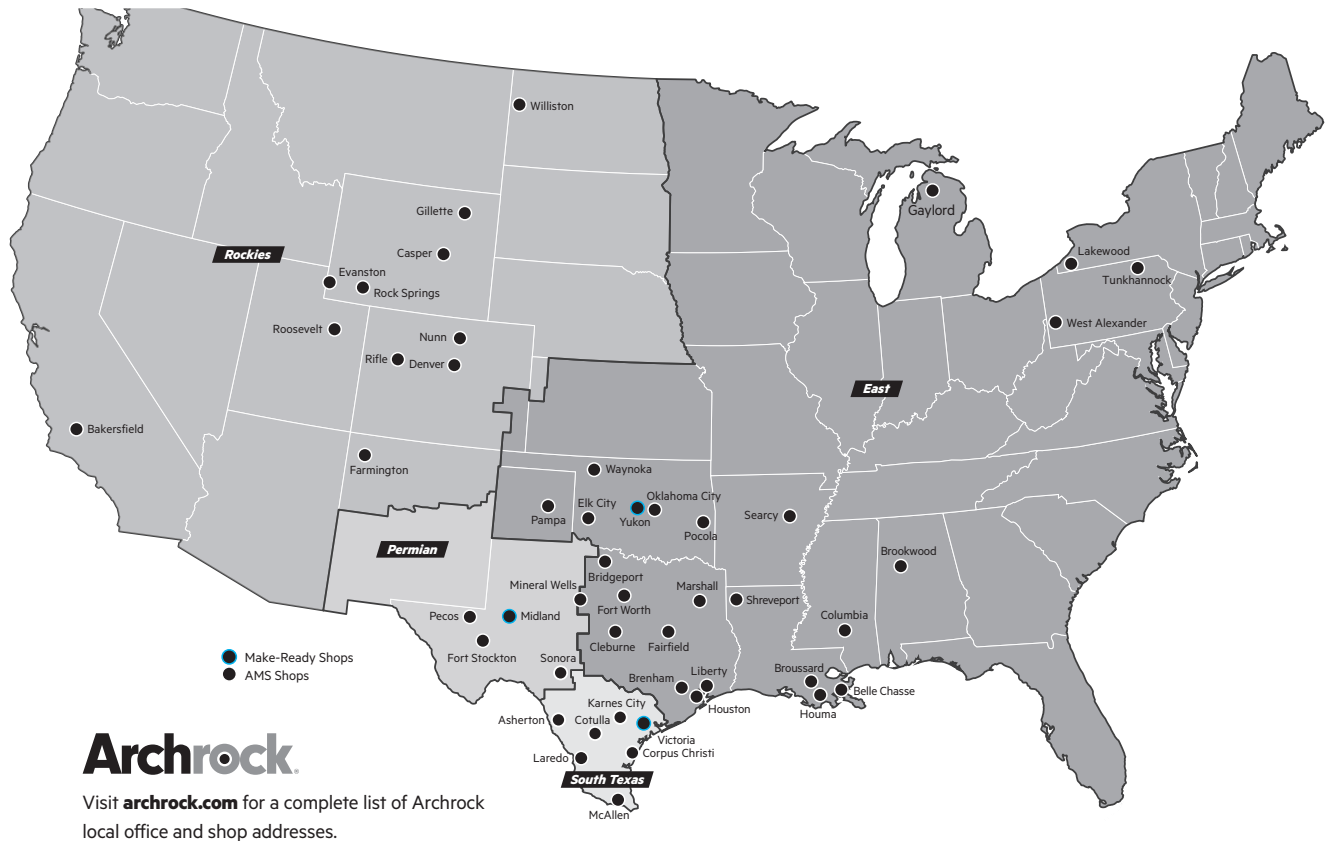 Williston
Gillette
Gaylord
Rockies
Casper
Lakewood
Evanston
Tunkhannock
Rock Springs
Roosevelt
West Alexander
Nunn
Rifle
Denver
East
Bakersfield
Farmington
Waynoka
Elk City
Oklahoma City
Pampa
Yukon
Searcy
Pocola
Permian
Brookwood
Bridgeport
Mineral Wells
Marshall
Fort Worth
Shreveport
Pecos
Midland
Columbia
Cleburne
Fairfield
Fort Stockton
Sonora
Make-Ready Shops
AMS Shops
Brenham
Liberty
Broussard
Belle Chasse
Houston
Houma
Karnes City
Asherton
Cotulla
Victoria
Corpus Christi
Laredo
South Texas
McAllen
Archrock
Visit archrock.com for a complete list of Archrock
local office and shop addresses.